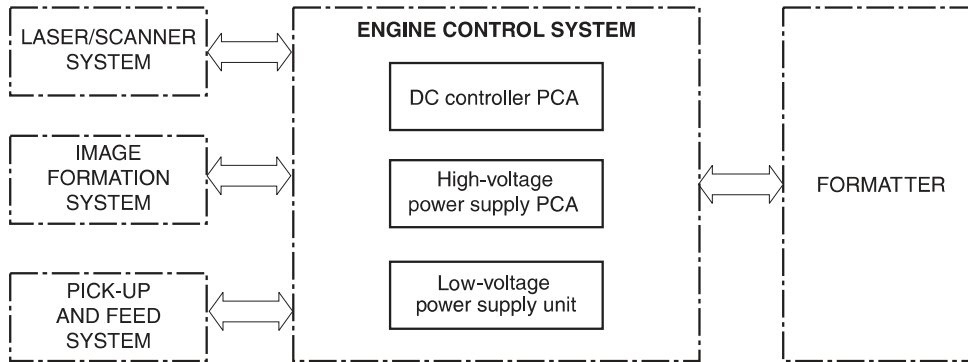 LASER/SCANNER
SYSTEM
IMAGE
FORMATION
SYSTEM
PICK-UP
AND FEED
SYSTEM
ENGINE CONTROL SYSTEM
DC controller PCA
High-voltage
power supply PCA
Low-voltage
power supply unit
FORMATTER